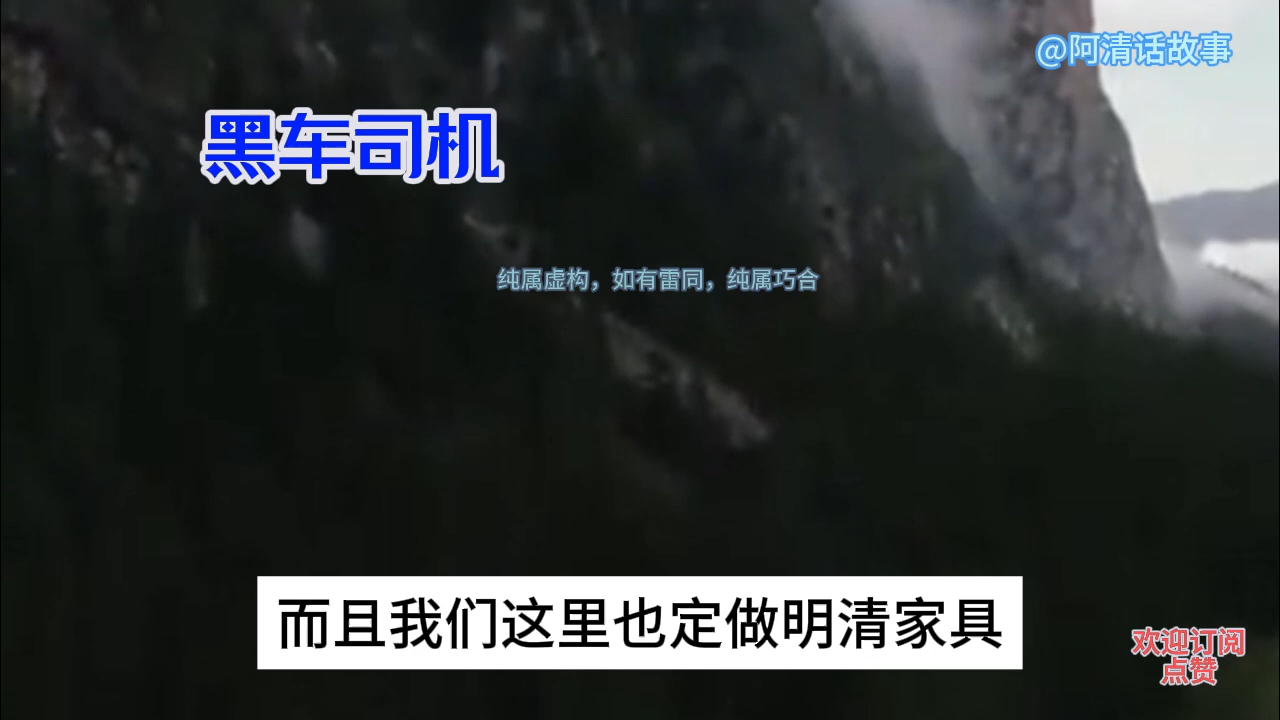 @阿清话故事
黑车司机
纯属虚构，如有雷同，纯属巧合
而且我们这里也定做明清家具
欢迎订阅
点赞